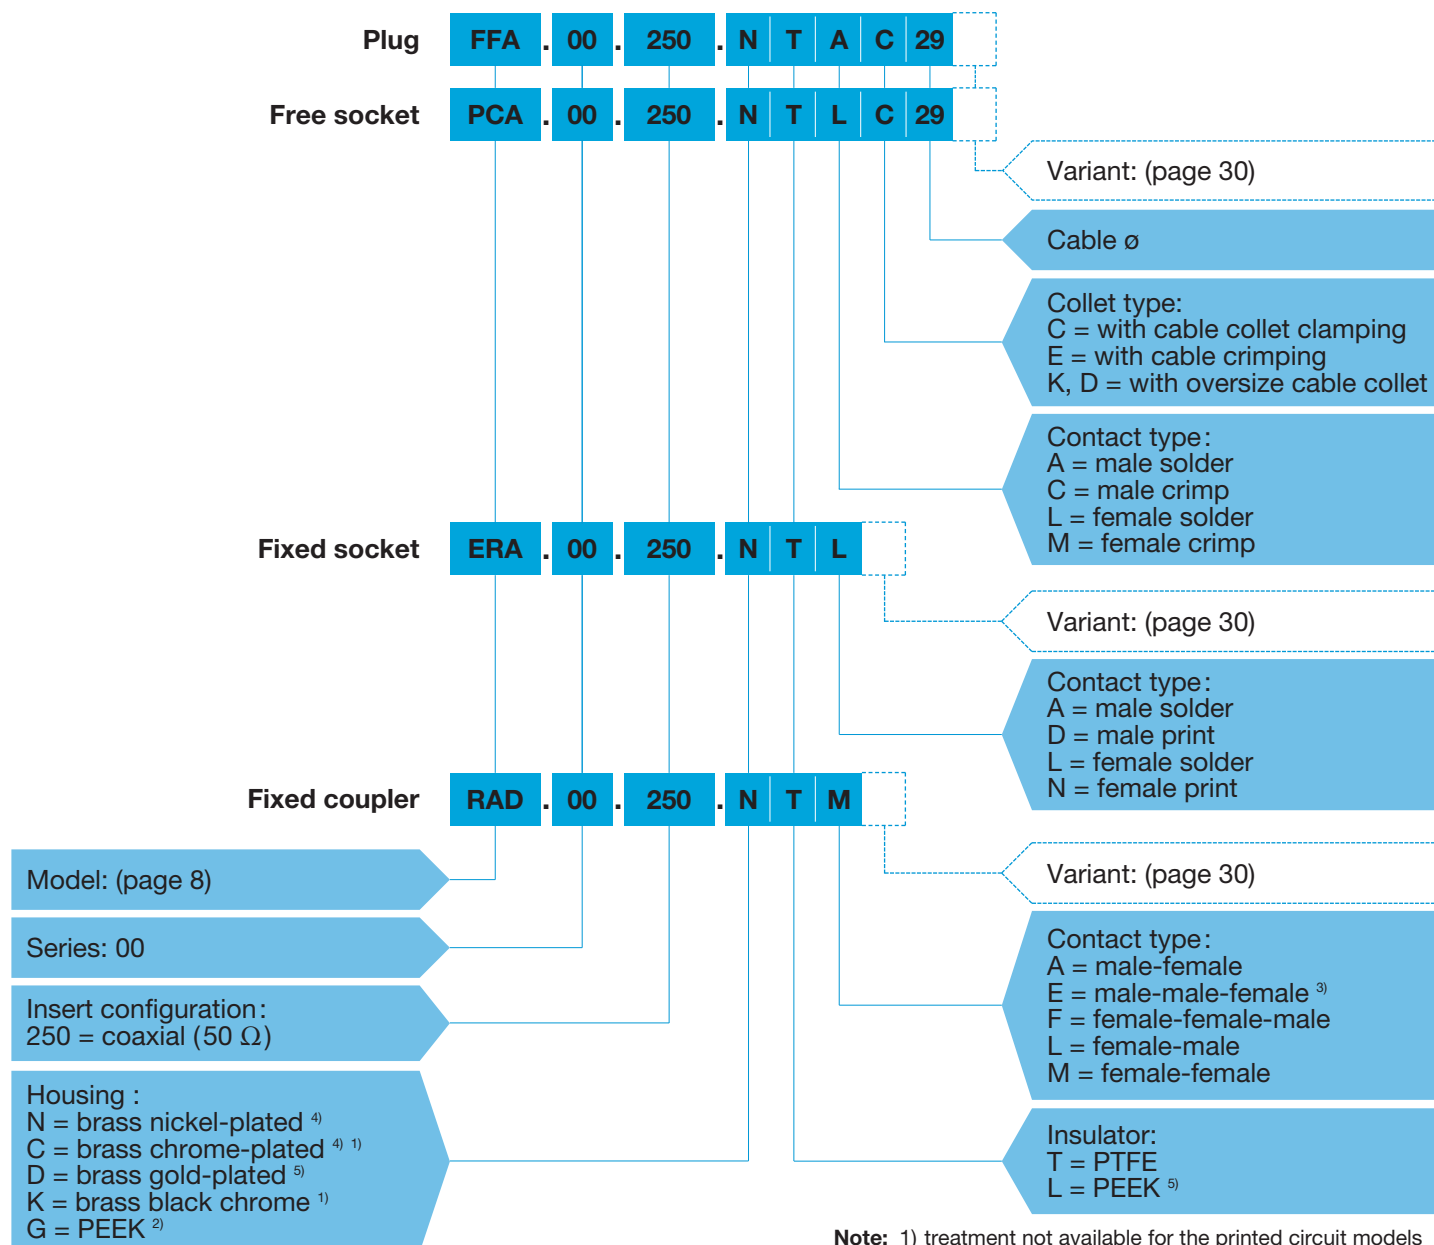 Plug FFA . 00 . 250 . N T A C 29
Free socket PCA . 00 . 250 . N T L C 29
Variant: (page 30)
Cable ø
Collet type:
C = with cable collet clamping
E = with cable crimping
K, D = with oversize cable collet
Contact type:
A = male solder
C = male crimp
L = female solder
M = female crimp
Fixed socket ERA . 00 . 250 . N T L
Variant: (page 30)
Contact type:
A = male solder
D = male print
L = female solder
N = female print
Fixed coupler RAD . 00 . 250 . N T M
Model: (page 8)
Series: 00
Insert configuration:
250 = coaxial (50 Ω)
Housing :
N = brass nickel-plated 4)
C = brass chrome-plated 4) 1)
D = brass gold-plated 5)
K = brass black chrome 1)
G = PEEK 2)
Variant: (page 30)
Contact type:
A = male-female
E = male-male-female 3)
F = female-female-male
L = female-male
M = female-female
Insulator:
T = PTFE
L = PEEK 5)
Note: 1) treatment not available for the printed circuit models